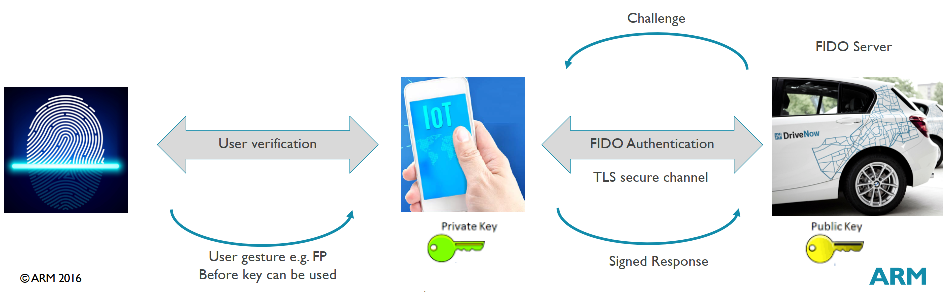 Challenge
FIDO Server
IoT
DriveNow
User verification
FIDO Authentication
TLS secure channel
Private Key
Public Key
User gesture e.g. FP
Before key can be used
Signed Response
© ARM 2016
ARM